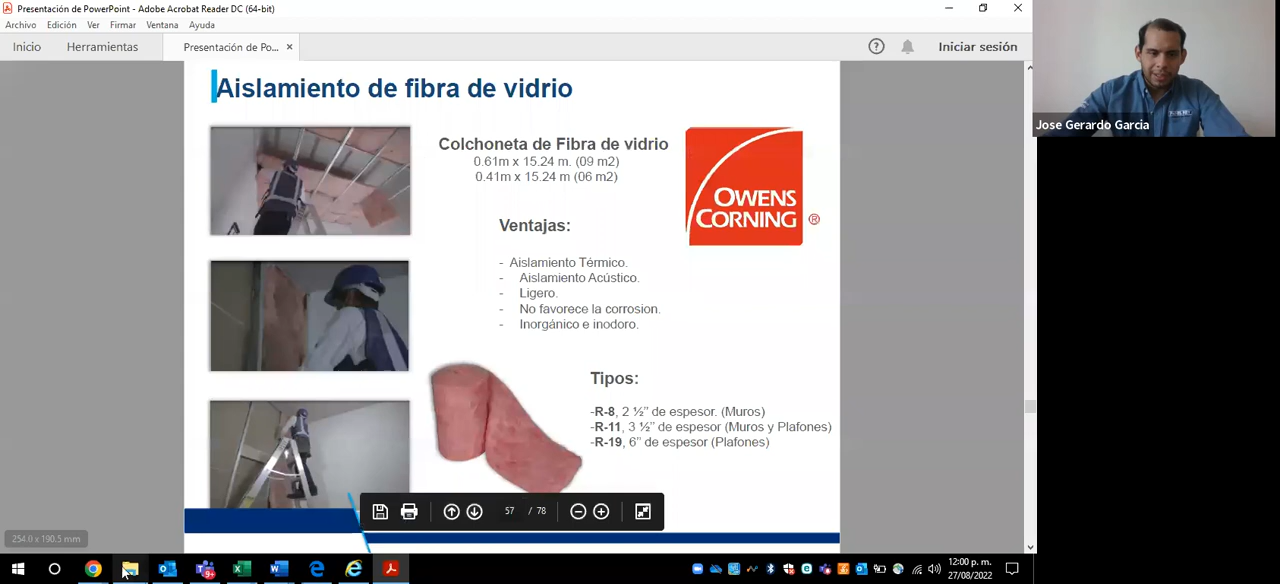 Presentación de PowerPoint - Adobe Acrobat Reader DC (64-bit)
Archivo Edición Ver Firmar Ventana Ayuda
Inicio Herramientas Presentación de Po... × Iniciar sesión
Aislamiento de fibra de vidrio
Colchoneta de Fibra de vidrio
0.61m x 15.24 m. (09 m2)
0.41m x 15.24 m (06 m2)
OWENS
CORNING ®
Ventajas:
- Aislamiento Térmico.
- Aislamiento Acústico.
- Ligero.
- No favorece la corrosion.
- Inorgánico e inodoro.
Tipos:
-R-8, 2 ½” de espesor. (Muros)
-R-11, 3 ½” de espesor (Muros y Plafones)
-R-19, 6” de espesor (Plafones)
57 / 78
254.0 x 190.5 mm
Jose Gerardo Garcia
9+
12:00 p. m.
27/08/2022